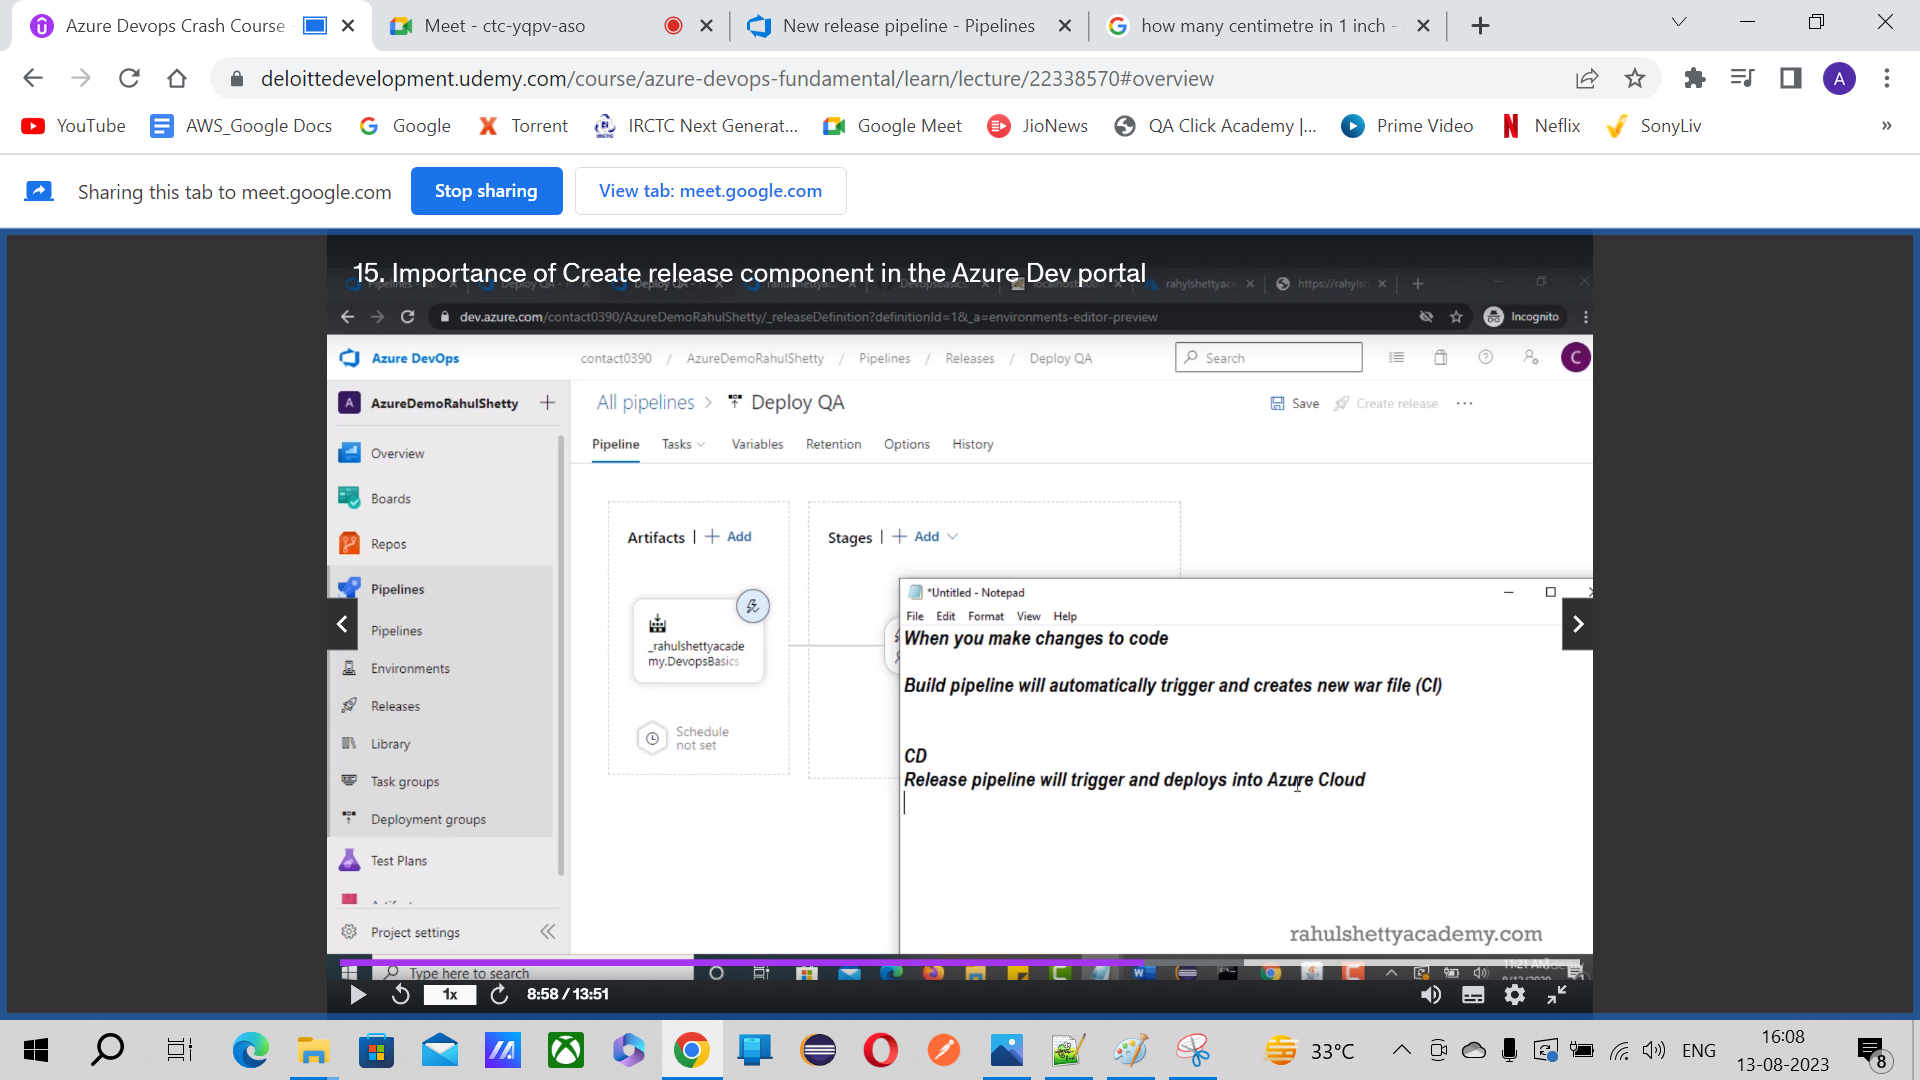 Azure Devops Crash Course
Meet - ctc-yqpv-aso
New release pipeline - Pipelines
how many centimetre in 1 inch -
deloittedevelopment.udemy.com/course/azure-devops-fundamental/learn/lecture/22338570#overview
A
YouTube
AWS_Google Docs
Google
Torrent
IRCTC Next Generat...
Google Meet
JioNews
QA Click Academy |...
Prime Video
Neflix
SonyLiv
»
Sharing this tab to meet.google.com
Stop sharing
View tab: meet.google.com
15. Importance of Create release component in the Azure Dev portal
dev.azure.com/contact0390/AzureDemoRahulShetty/_releaseDefinition?definitionId=1&_a=environments-editor-preview
Incognito
Azure DevOps
contact0390 / AzureDemoRahulShetty / Pipelines / Releases / Deploy QA
Search
C
A AzureDemoRahulShetty
All pipelines > Deploy QA
Save
Create release
Pipeline
Tasks
Variables
Retention
Options
History
Overview
Boards
Repos
Pipelines
Pipelines
Environments
Releases
Library
Task groups
Deployment groups
Test Plans
Project settings
Artifacts | + Add
Stages | + Add
_rahulshettyacade
my.DevopsBasics
Schedule
not set
*Untitled - Notepad
File Edit Format View Help
When you make changes to code
Build pipeline will automatically trigger and creates new war file (CI)
CD
Release pipeline will trigger and deploys into Azure Cloud
rahulshettyacademy.com
Type here to search
1x
8:58 / 13:51
33°C
ENG
16:08
13-08-2023
8